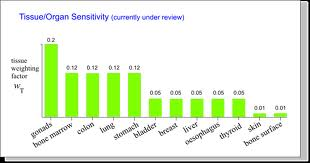 Tissue/Organ Sensitivity (currently under review)
tissue
weighting
factor
wT
0.2
0.12 0.12 0.12 0.12
0.05 0.05 0.05 0.05 0.05
0.01 0.01
gonads bone marrow colon lung stomach bladder breast liver oesophagus thyroid skin bone surface